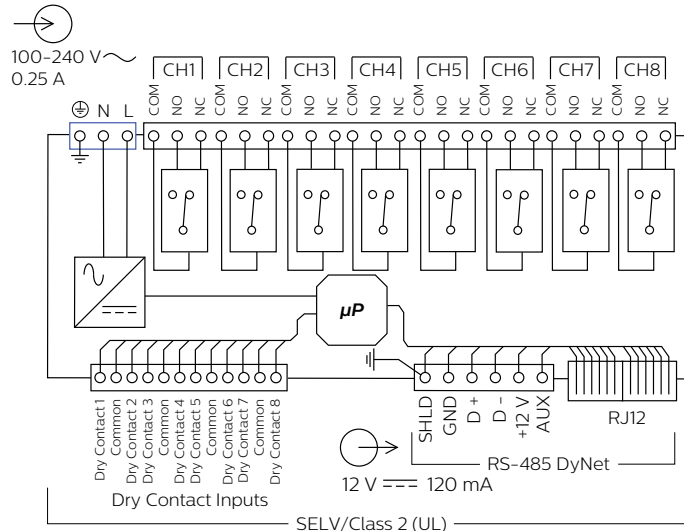 100-240 V
0.25 A
CH1 CH2 CH3 CH4 CH5 CH6 CH7 CH8
COM NO NC COM NO NC COM NO NC COM NO NC COM NO NC COM NO NC COM NO NC COM NO NC
N L
µP
Dry Contact 1
Common
Dry Contact 2
Dry Contact 3
Common
Dry Contact 4
Dry Contact 5
Common
Dry Contact 6
Dry Contact 7
Common
Dry Contact 8
SHLD
GND
D +
D -
+12 V
AUX
RJ12
RS-485 DyNet
12 V 120 mA
Dry Contact Inputs
SELV/Class 2 (UL)